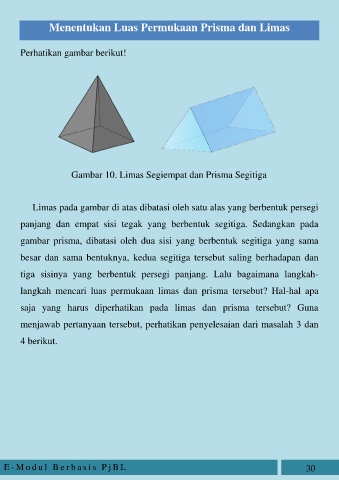 Menentukan Luas Permukaan Prisma dan Limas
Perhatikan gambar berikut!
Gambar 10. Limas Segiempat dan Prisma Segitiga
Limas pada gambar di atas dibatasi oleh satu alas yang berbentuk persegi
panjang dan empat sisi tegak yang berbentuk segitiga. Sedangkan pada
gambar prisma, dibatasi oleh dua sisi yang berbentuk segitiga yang sama
besar dan sama bentuknya, kedua segitiga tersebut saling berhadapan dan
tiga sisinya yang berbentuk persegi panjang. Lalu bagaimana langkah-
langkah mencari luas permukaan limas dan prisma tersebut? Hal-hal apa
saja yang harus diperhatikan pada limas dan prisma tersebut? Guna
menjawab pertanyaan tersebut, perhatikan penyelesaian dari masalah 3 dan
4 berikut.
E-Modul Berbasis PjBL 30